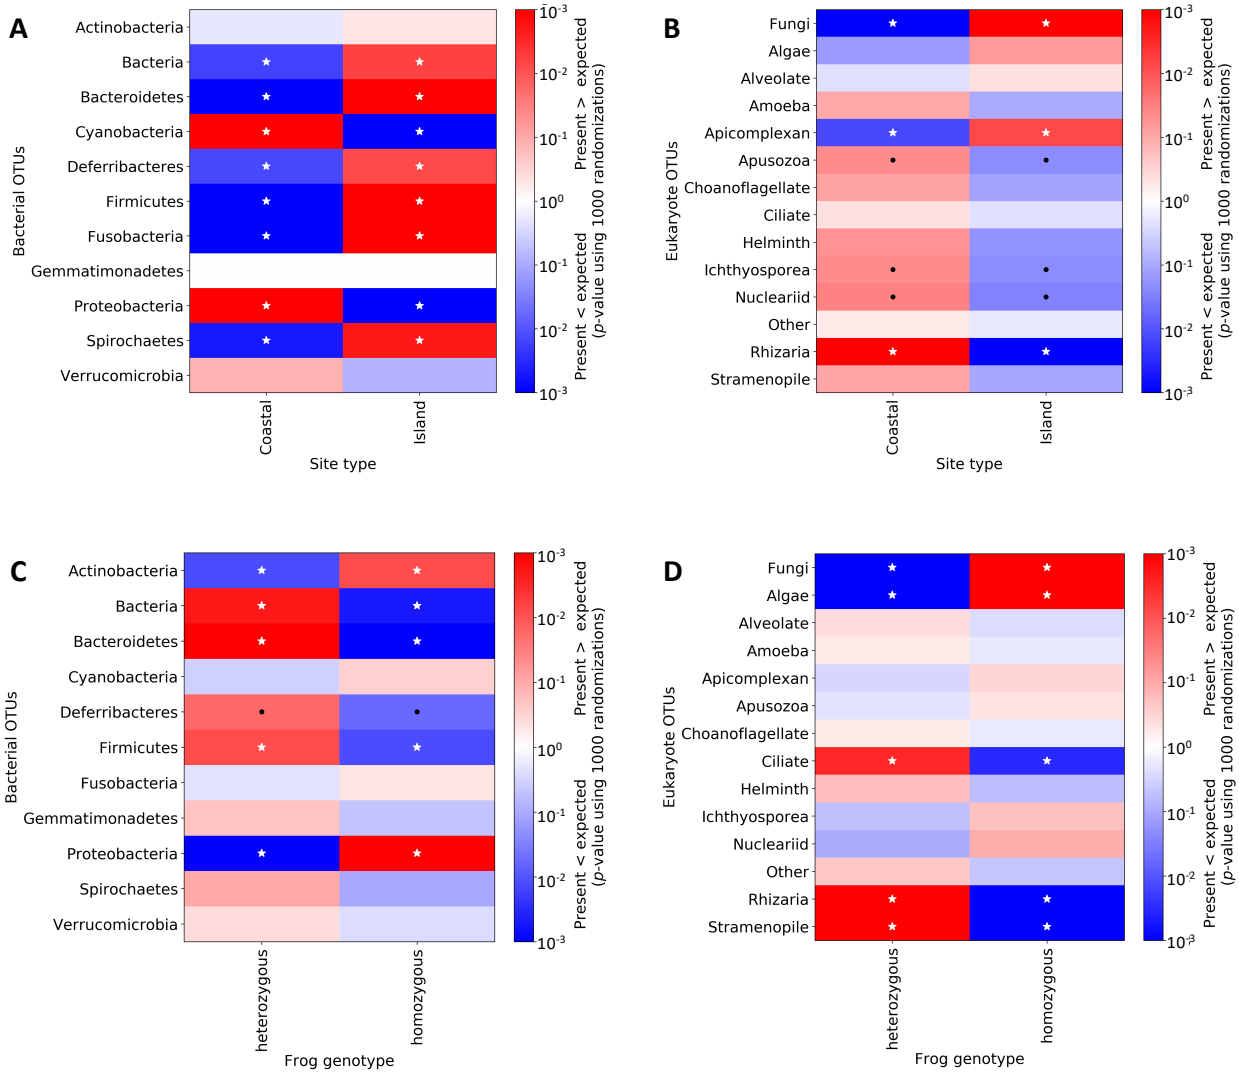 A
Actinobacteria
Bacteria
Bacteroidetes
Cyanobacteria
Deferribacteres
Firmicutes
Fusobacteria
Gemmatimonadetes
Proteobacteria
Spirochaetes
Verrucomicrobia
Bacterial OTUs
Coastal
Island
Site type
10-3
10-2
10-1
100
10-1
10-2
10-3
Present < expected Present > expected
(p-value using 1000 randomizations)
B
Fungi
Algae
Alveolate
Amoeba
Apicomplexan
Apusozoa
Choanoflagellate
Ciliate
Helminth
Ichthyosporea
Nucleariid
Other
Rhizaria
Stramenopile
Eukaryote OTUs
Coastal
Island
Site type
10-3
10-2
10-1
100
10-1
10-2
10-3
Present < expected Present > expected
(p-value using 1000 randomizations)
C
Actinobacteria
Bacteria
Bacteroidetes
Cyanobacteria
Deferribacteres
Firmicutes
Fusobacteria
Gemmatimonadetes
Proteobacteria
Spirochaetes
Verrucomicrobia
Bacterial OTUs
heterozygous
homozygous
Frog genotype
10-3
10-2
10-1
100
10-1
10-2
10-3
Present < expected Present > expected
(p-value using 1000 randomizations)
D
Fungi
Algae
Alveolate
Amoeba
Apicomplexan
Apusozoa
Choanoflagellate
Ciliate
Helminth
Ichthyosporea
Nucleariid
Other
Rhizaria
Stramenopile
Eukaryote OTUs
heterozygous
homozygous
Frog genotype
10-3
10-2
10-1
100
10-1
10-2
10-3
Present < expected Present > expected
(p-value using 1000 randomizations)